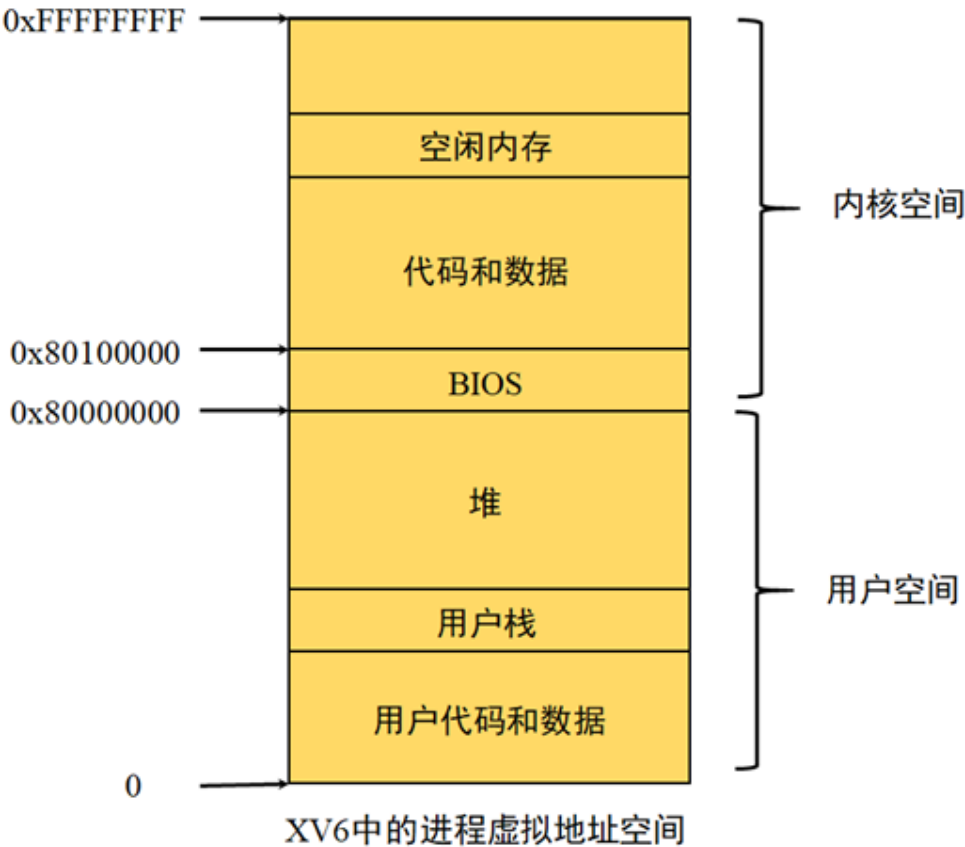 0xFFFFFFFF
空闲内存
内核空间
代码和数据
0x80100000
BIOS
0x80000000
堆
用户空间
用户栈
用户代码和数据
0
XV6中的进程虚拟地址空间